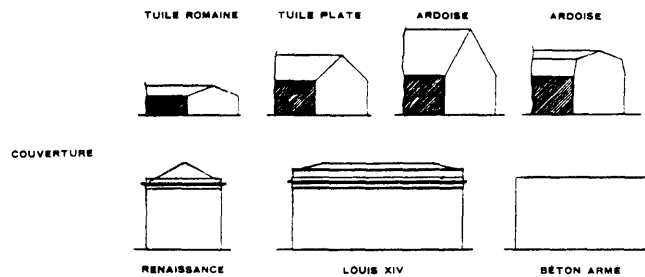 TUILE ROMAINE TUILE PLATE ARDOISE ARDOISE
COUVERTURE
RENAISSANCE LOUIS XIV BÉTON ARMÉ